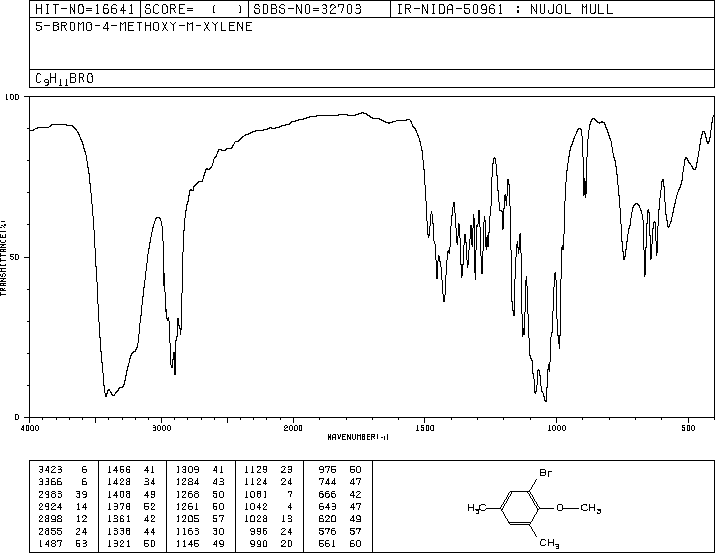 HIT-NO=16641 SCORE= ( ) SDBS-NO=32703 IR-NIDA-50961 : NUJOL MULL
5-BROMO-4-METHOXY-M-XYLENE
C9H11BRO
100
TRANSMITTANCE(%)
50
0
4000 3000 2000 1500 1000 500
WAVENUMBER(-1)
3423 6 1456 41 1309 41 1129 23 975 50
3366 6 1428 34 1284 43 1124 24 744 47
2983 39 1408 49 1268 50 1081 7 666 42
2924 14 1378 52 1261 60 1042 4 643 47
2898 12 1361 42 1205 57 1028 13 620 49
2855 24 1338 44 1163 30 996 24 576 57
1487 53 1321 50 1145 49 990 20 561 60
Br
H3C
O
CH3
CH3